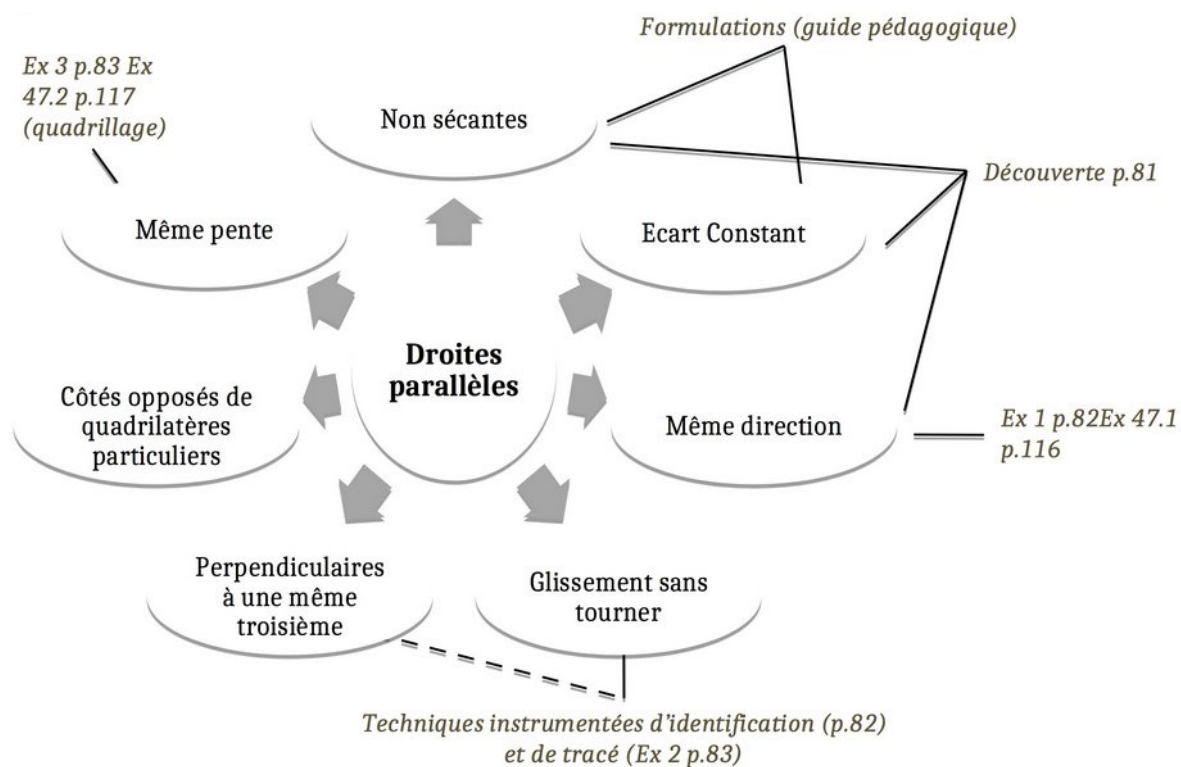 Formulations (guide pédagogique)
Ex 3 p.83 Ex
47.2 p.117
(quadrillage)
Non sécantes
Découverte p.81
Même pente
Ecart Constant
Droites
parallèles
Côtés opposés de
quadrilatères
particuliers
Même direction
Ex 1 p.82Ex 47.1
p.116
Perpendiculaires
à une même
troisième
Glissement sans
tourner
Techniques instrumentées d'identification (p.82)
et de tracé (Ex 2 p.83)